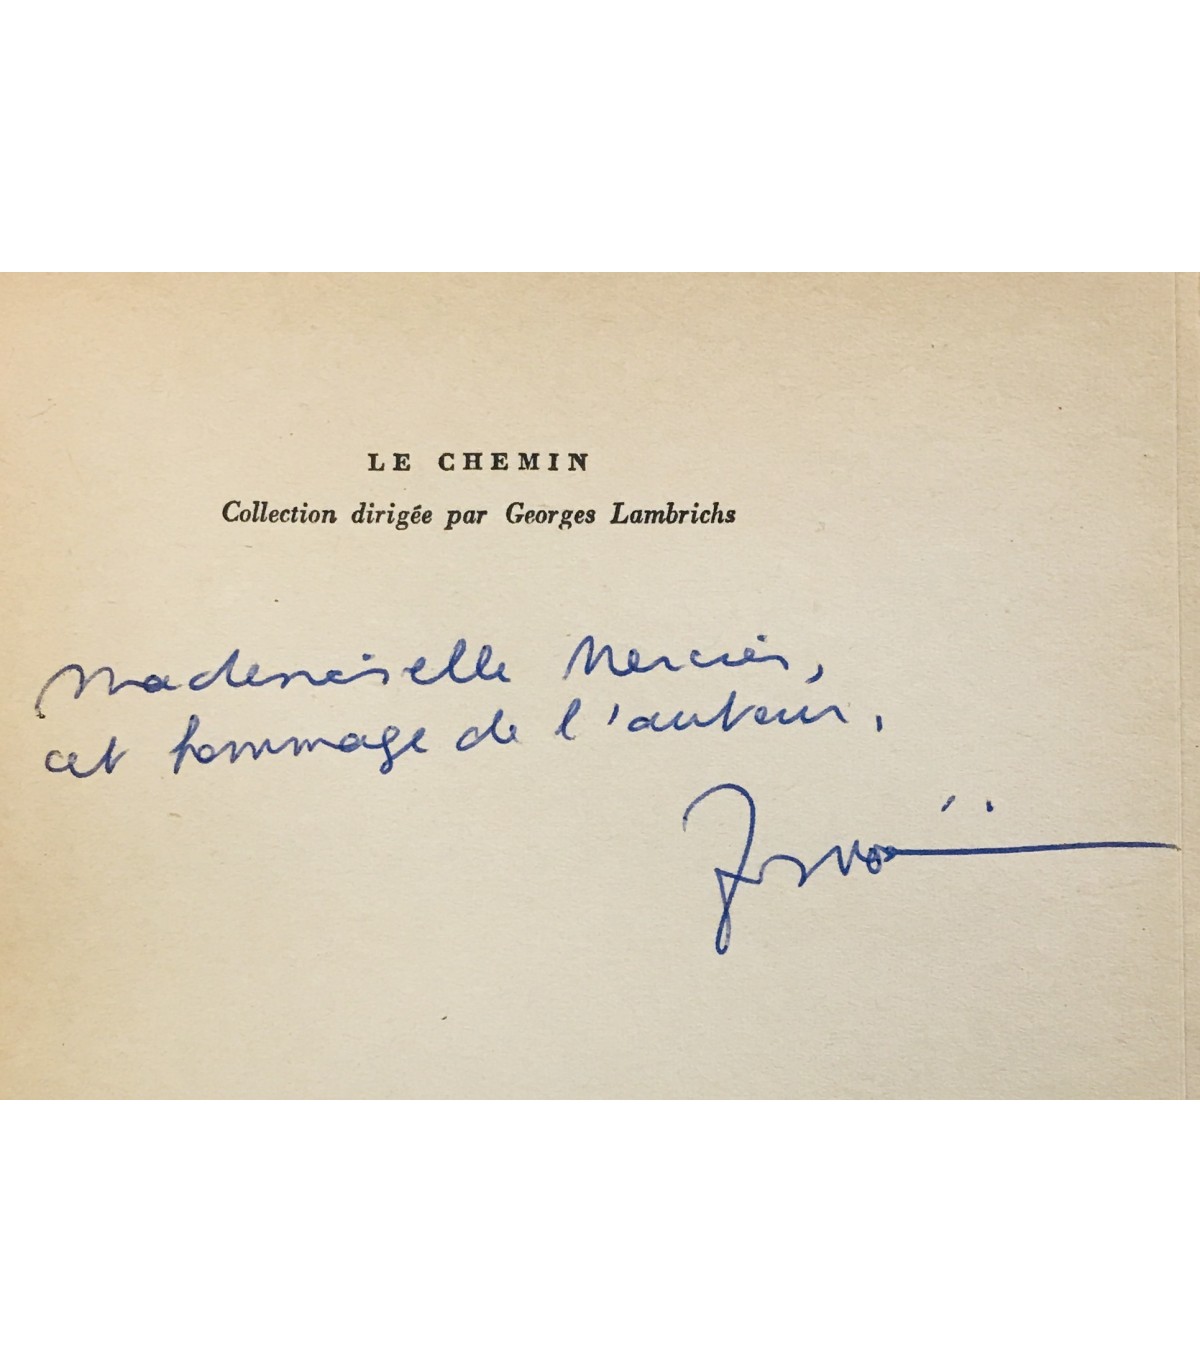 LE CHEMIN
Collection dirigée par Georges Lambrichs
Mademoiselle Mercier,
cet hommage de l'auteur.